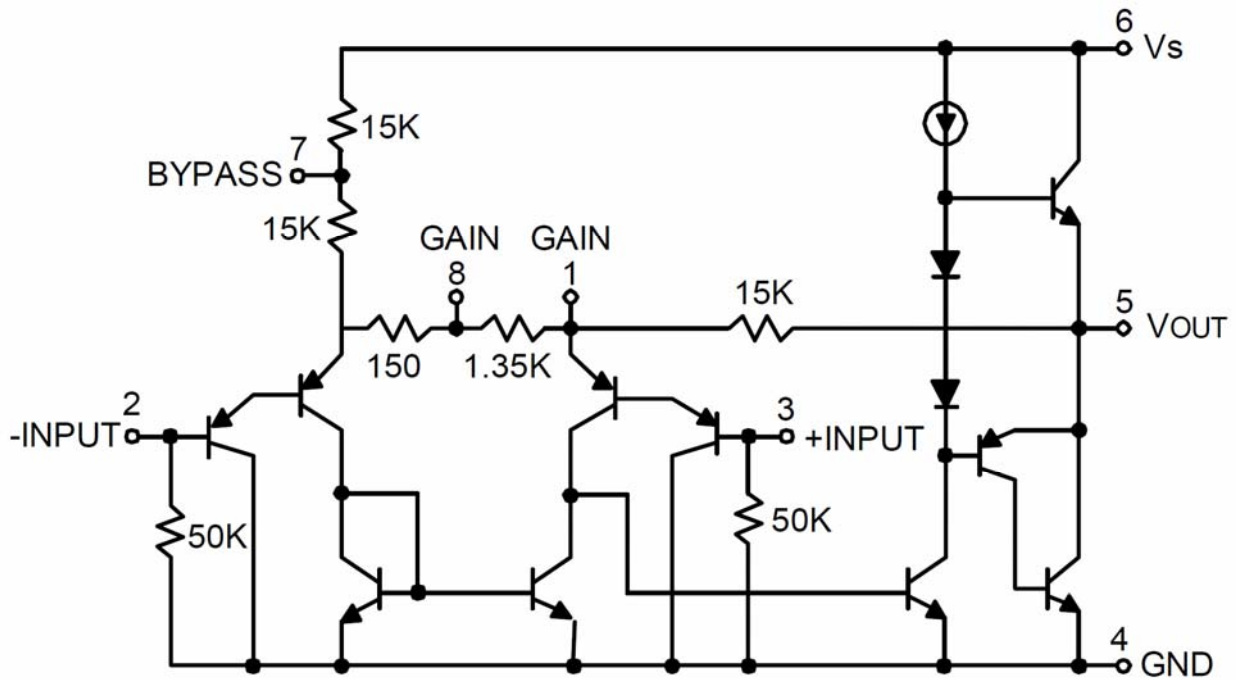 6
Vs
15K
7
BYPASS
15K
GAIN
GAIN
8
1
15K
5
VOUT
150
1.35K
2
-INPUT
3
+INPUT
50K
50K
4
GND